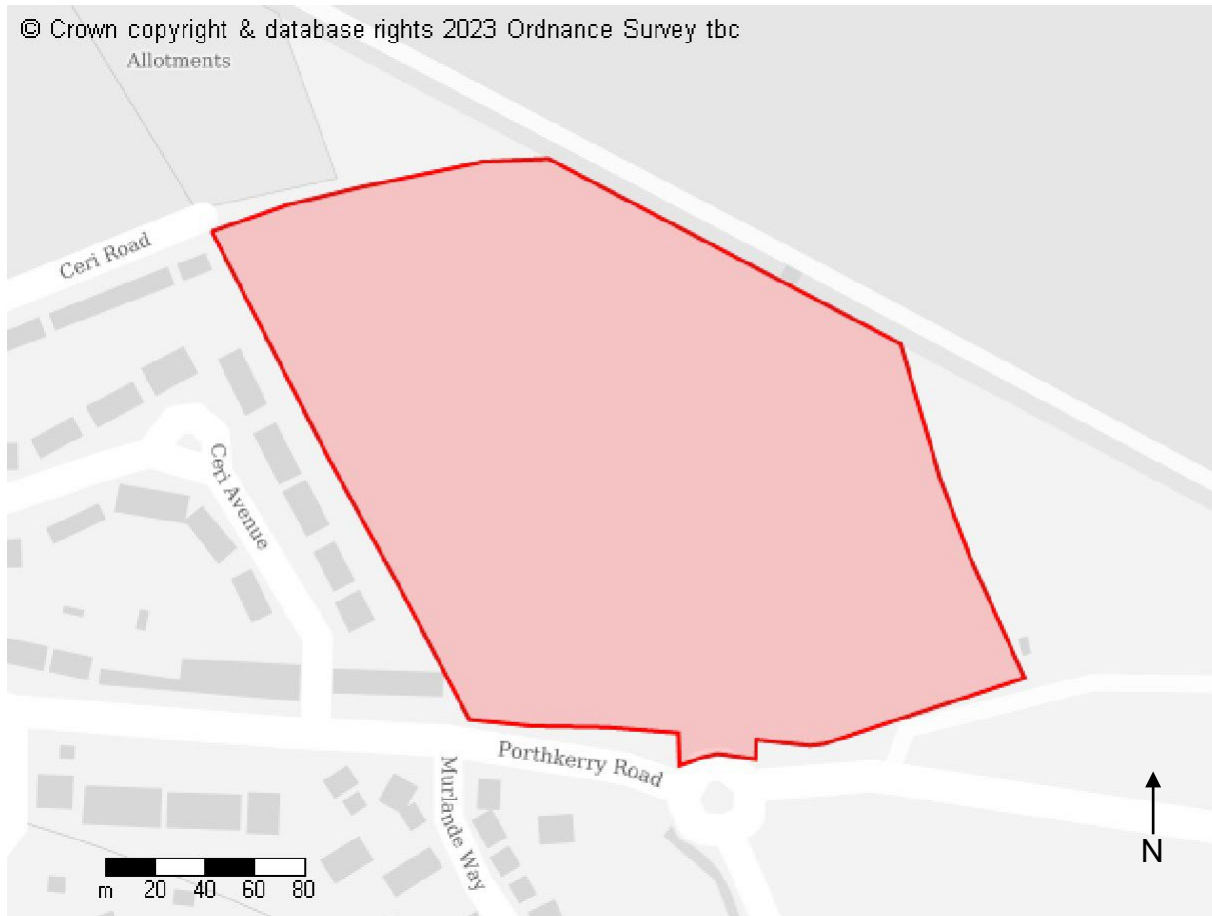 © Crown copyright & database rights 2023 Ordnance Survey tbc
Allotments
Ceri Road
Ceri Avenue
Porthkerry Road
Murlande Way
m 20 40 60 80
N